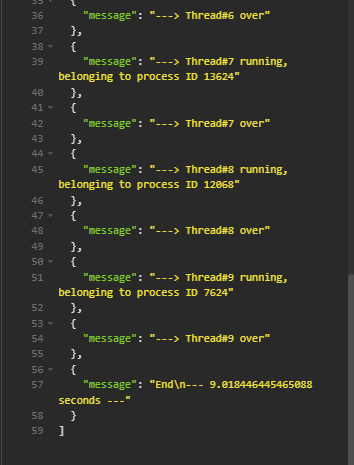 35 {
36 "message": "---> Thread#6 over"
37 },
38 {
39 "message": "---> Thread#7 running,
belonging to process ID 13624"
40 },
41 {
42 "message": "---> Thread#7 over"
43 },
44 {
45 "message": "---> Thread#8 running,
belonging to process ID 12068"
46 },
47 {
48 "message": "---> Thread#8 over"
49 },
50 {
51 "message": "---> Thread#9 running,
belonging to process ID 7624"
52 },
53 {
54 "message": "---> Thread#9 over"
55 },
56 {
57 "message": "End\n--- 9.018446445465088
seconds ---"
58 }
59 ]